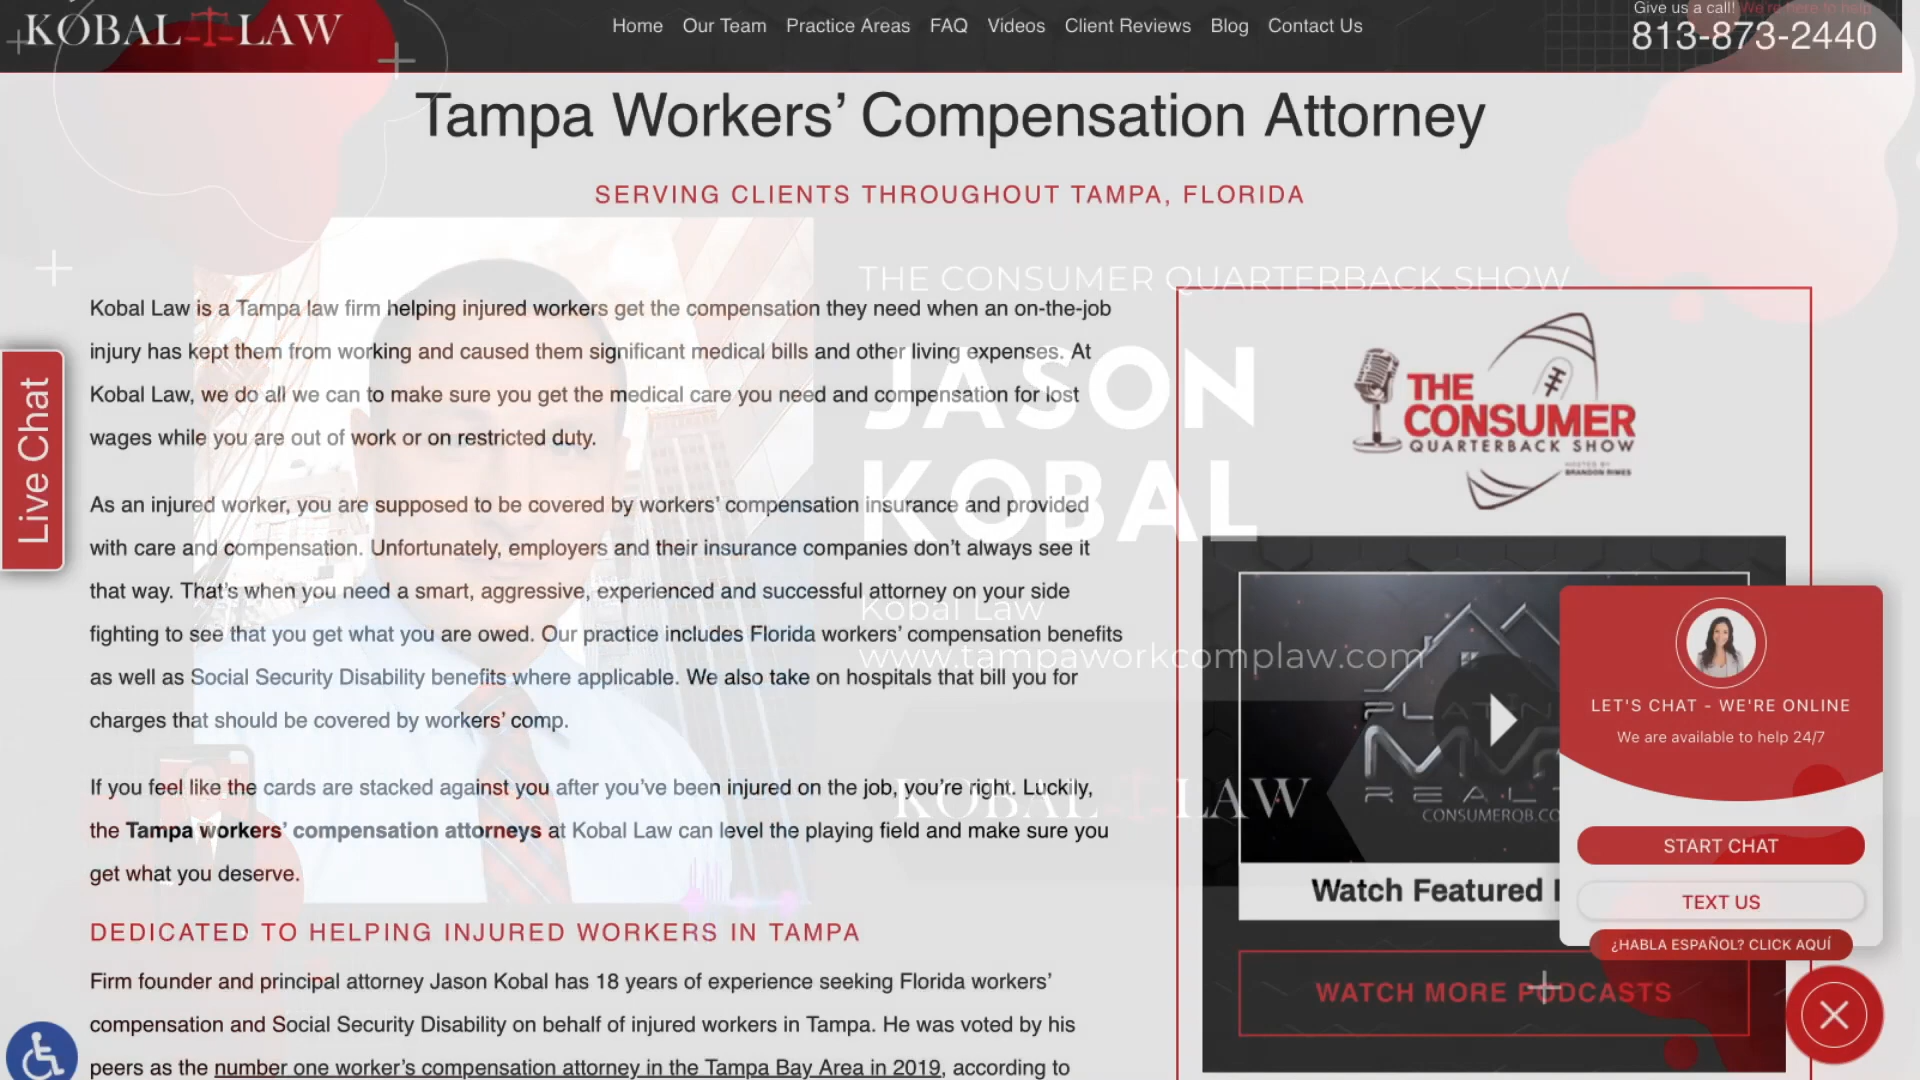 KOBAL LAW
Home Our Team Practice Areas FAQ Videos Client Reviews Blog Contact Us
Give us a call! We're here to help
813-873-2440
Tampa Workers’ Compensation Attorney
SERVING CLIENTS THROUGHOUT TAMPA, FLORIDA
THE CONSUMER QUARTERBACK SHOW
JASON
KOBAL
Kobal Law
www.tampaworkcomplaw.com
KOBAL LAW
Kobal Law is a Tampa law firm helping injured workers get the compensation they need when an on-the-job
injury has kept them from working and caused them significant medical bills and other living expenses. At
Kobal Law, we do all we can to make sure you get the medical care you need and compensation for lost
wages while you are out of work or on restricted duty.
As an injured worker, you are supposed to be covered by workers’ compensation insurance and provided
with care and compensation. Unfortunately, employers and their insurance companies don’t always see it
that way. That’s when you need a smart, aggressive, experienced and successful attorney on your side
fighting to see that you get what you are owed. Our practice includes Florida workers’ compensation benefits
as well as Social Security Disability benefits where applicable. We also take on hospitals that bill you for
charges that should be covered by workers’ comp.
If you feel like the cards are stacked against you after you’ve been injured on the job, you’re right. Luckily,
the Tampa workers’ compensation attorneys at Kobal Law can level the playing field and make sure you
get what you deserve.
DEDICATED TO HELPING INJURED WORKERS IN TAMPA
Firm founder and principal attorney Jason Kobal has 18 years of experience seeking Florida workers’
compensation and Social Security Disability on behalf of injured workers in Tampa. He was voted by his
peers as the number one worker’s compensation attorney in the Tampa Bay Area in 2019, according to
Live Chat
THE
CONSUMER
QUARTERBACK SHOW
HOSTED BY
BRANDON RIMES
PLATIN
MV
REAL
CONSUMERQB.CO
Watch Featured
WATCH MORE PODCASTS
LET'S CHAT - WE'RE ONLINE
We are available to help 24/7
START CHAT
TEXT US
¿HABLA ESPAÑOL? CLICK AQUÍ